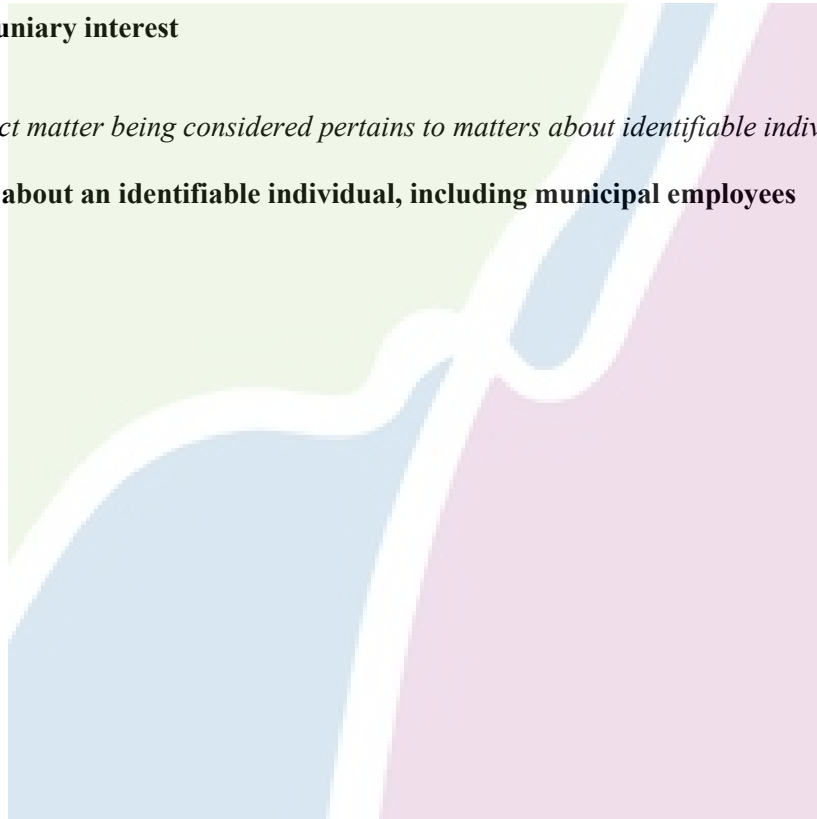 uniary interest
ct matter being considered pertains to matters about identifiable indiv
about an identifiable individual, including municipal employees